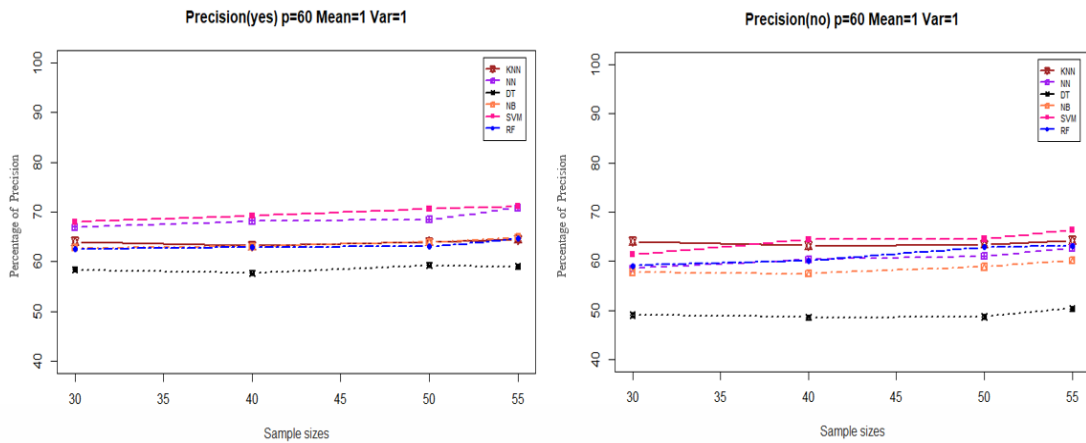 Precision(yes) p=60 Mean=1 Var=1
Percentage of Precision
100
90
80
70
60
50
40
KNN
NN
DT
NB
SVM
RF
30
35
40
45
50
55
Sample sizes
Precision(no) p=60 Mean=1 Var=1
Percentage of Precision
100
90
80
70
60
50
40
KNN
NN
DT
NB
SVM
RF
30
35
40
45
50
55
Sample sizes